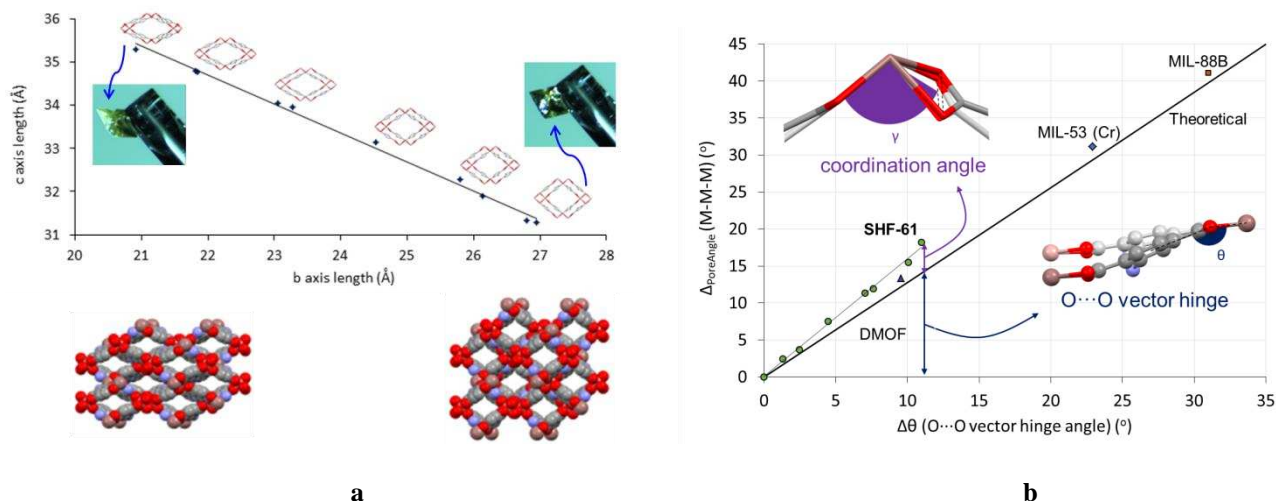 36
35
34
33
32
31
c axis length (Å)
20 21 22 23 24 25 26 27 28
b axis length (Å)
a
45
40
35
30
25
20
15
10
5
0
Δ PoreAngle (M-M-M) (°)
MIL-88B
Theoretical
MIL-53 (Cr)
γ
coordination angle
SHF-61
θ
O···O vector hinge
DMOF
0 5 10 15 20 25 30 35
Δθ (O···O vector hinge angle) (°)
b